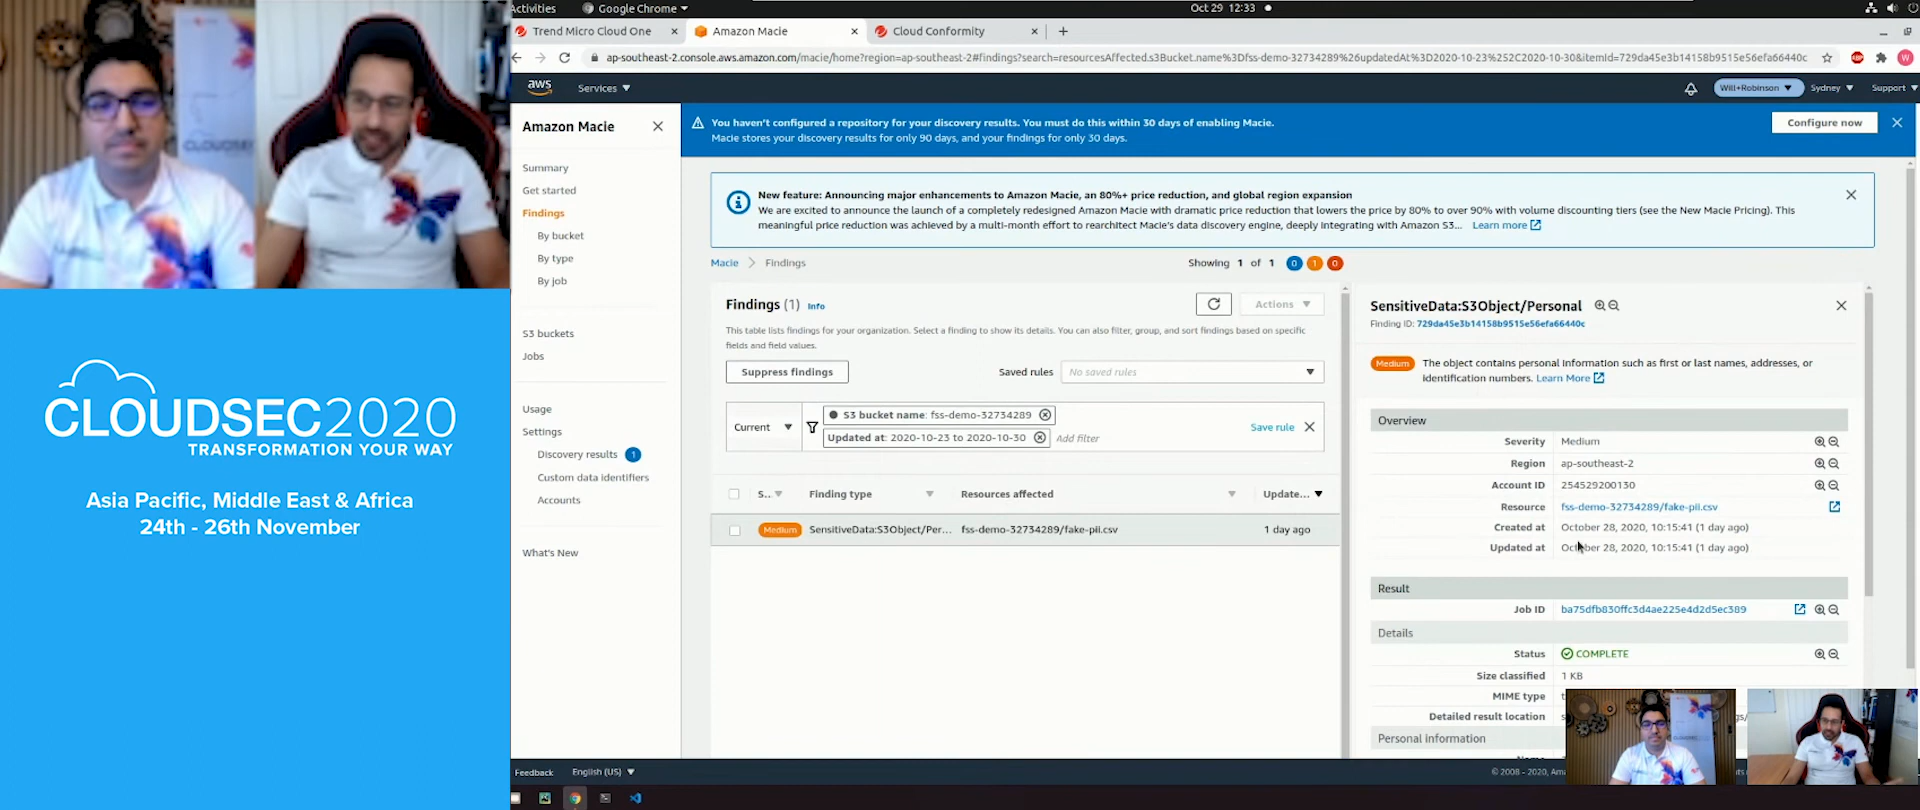 Activities
Google Chrome
Oct 29 12:33
Trend Micro Cloud One
Amazon Macie
Cloud Conformity
ap-southeast-2.console.aws.amazon.com/macie/home?region=ap-southeast-2#findings?search=resourcesAffected.s3Bucket.name%3Dfss-demo-32734289%26updatedAt%3D2020-10-23%252C2020-10-30&itemId=729da45e3b14158b9515e56efa66440c
aws
Services
Will+Robinson
Sydney
Support
Amazon Macie
Summary
Get started
Findings
By bucket
By type
By job
S3 buckets
Jobs
Usage
Settings
Discovery results 1
Custom data identifiers
Accounts
What's New
You haven't configured a repository for your discovery results. You must do this within 30 days of enabling Macie.
Macie stores your discovery results for only 90 days, and your findings for only 30 days.
Configure now
New feature: Announcing major enhancements to Amazon Macie, an 80%+ price reduction, and global region expansion
We are excited to announce the launch of a completely redesigned Amazon Macie with dramatic price reduction that lowers the price by 80% to over 90% with volume discounting tiers (see the New Macie Pricing). This
meaningful price reduction was achieved by a multi-month effort to rearchitect Macie's data discovery engine, deeply integrating with Amazon S3... Learn more
Macie > Findings
Showing 1 of 1 0 1 0
Findings (1) Info
Actions
This table lists findings for your organization. Select a finding to show its details. You can also filter, group, and sort findings based on specific
fields and field values.
Suppress findings
Saved rules
No saved rules
Current
S3 bucket name: fss-demo-32734289
Updated at: 2020-10-23 to 2020-10-30
Add filter
Save rule
S..
Finding type
Resources affected
Update...
Medium
SensitiveData:S3Object/Per...
fss-demo-32734289/fake-pii.csv
1 day ago
SensitiveData:S3Object/Personal
Finding ID: 729da45e3b14158b9515e56efa66440c
Medium
The object contains personal information such as first or last names, addresses, or
identification numbers. Learn More
Overview
Severity Medium
Region ap-southeast-2
Account ID 254529200130
Resource fss-demo-32734289/fake-pii.csv
Created at October 28, 2020, 10:15:41 (1 day ago)
Updated at October 28, 2020, 10:15:41 (1 day ago)
Result
Job ID ba75dfb830ffc3d4ae225e4d2d5ec389
Details
Status COMPLETE
Size classified 1 KB
MIME type
Detailed result location
Personal information
Feedback
English (US)
© 2008 - 2020,
CLOUDSEC
CLOUDSEC2020
TRANSFORMATION YOUR WAY
Asia Pacific, Middle East & Africa
24th - 26th November